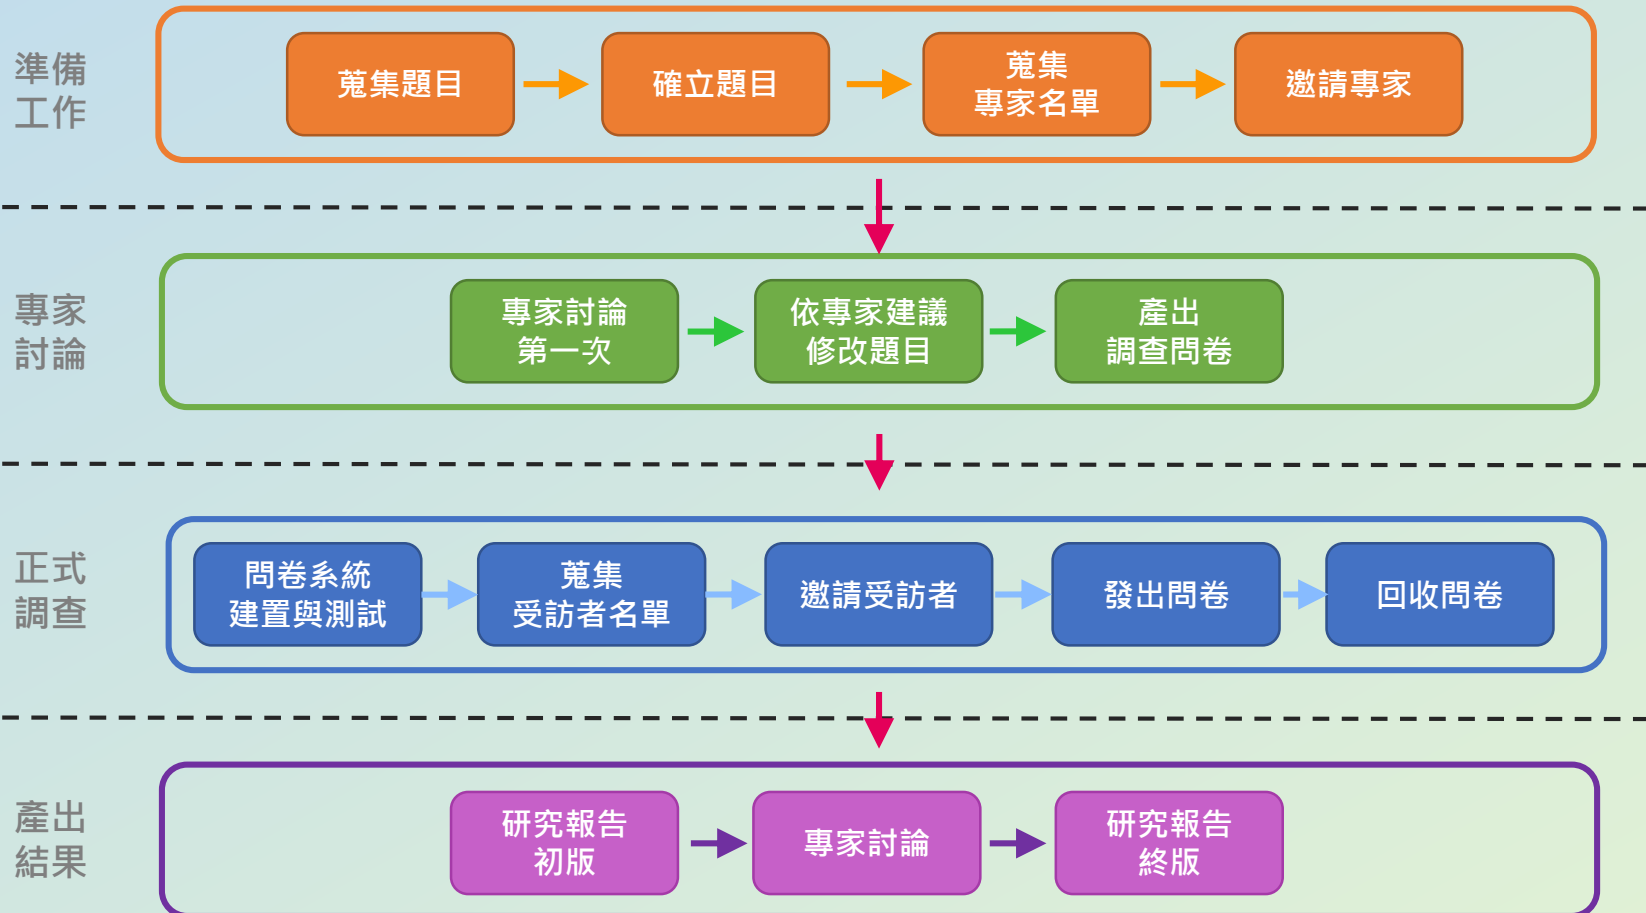 準備
工作
蒐集題目
確立題目
蒐集
專家名單
邀請專家
專家
討論
專家討論
第一次
依專家建議
修改題目
產出
調查問卷
正式
調查
問卷系統
建置與測試
蒐集
受訪者名單
邀請受訪者
發出問卷
回收問卷
產出
結果
研究報告
初版
專家討論
研究報告
終版